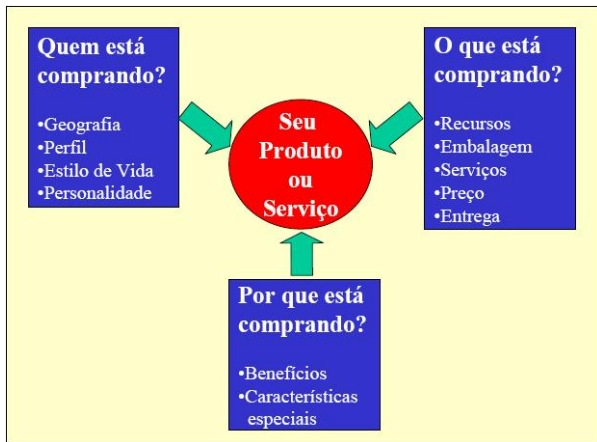 Quem está
comprando?
•Geografia
•Perfil
•Estilo de Vida
•Personalidade
Seu
Produto
ou
Serviço
O que está
comprando?
•Recursos
•Embalagem
•Serviços
•Preço
•Entrega
Por que está
comprando?
•Benefícios
•Características
especiais